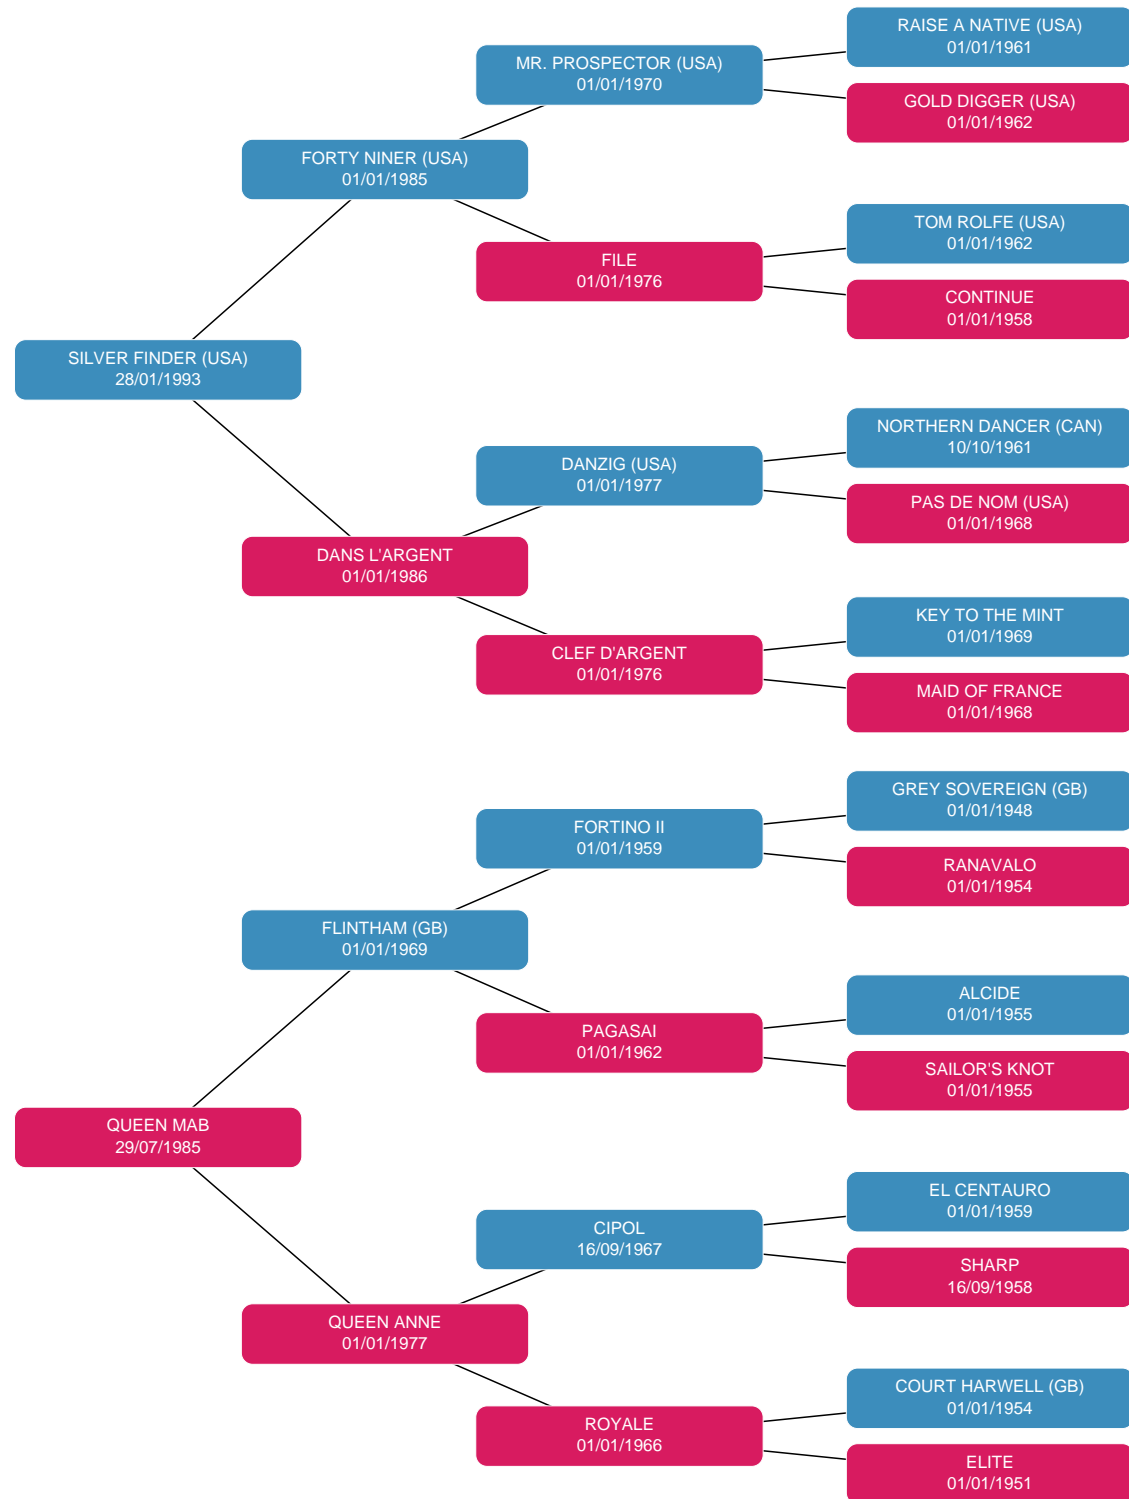 RAISE A NATIVE (USA)
01/01/1961
MR. PROSPECTOR (USA)
01/01/1970
GOLD DIGGER (USA)
01/01/1962
FORTY NINER (USA)
01/01/1985
TOM ROLFE (USA)
01/01/1962
FILE
01/01/1976
CONTINUE
01/01/1958
SILVER FINDER (USA)
28/01/1993
NORTHERN DANCER (CAN)
10/10/1961
DANZIG (USA)
01/01/1977
PAS DE NOM (USA)
01/01/1968
DANS L'ARGENT
01/01/1986
KEY TO THE MINT
01/01/1969
CLEF D'ARGENT
01/01/1976
MAID OF FRANCE
01/01/1968
GREY SOVEREIGN (GB)
01/01/1948
FORTINO II
01/01/1959
RANAVALO
01/01/1954
FLINTHAM (GB)
01/01/1969
ALCIDE
01/01/1955
PAGASAI
01/01/1962
SAILOR'S KNOT
01/01/1955
QUEEN MAB
29/07/1985
EL CENTAURO
01/01/1959
CIPOL
16/09/1967
SHARP
16/09/1958
QUEEN ANNE
01/01/1977
COURT HARWELL (GB)
01/01/1954
ROYALE
01/01/1966
ELITE
01/01/1951